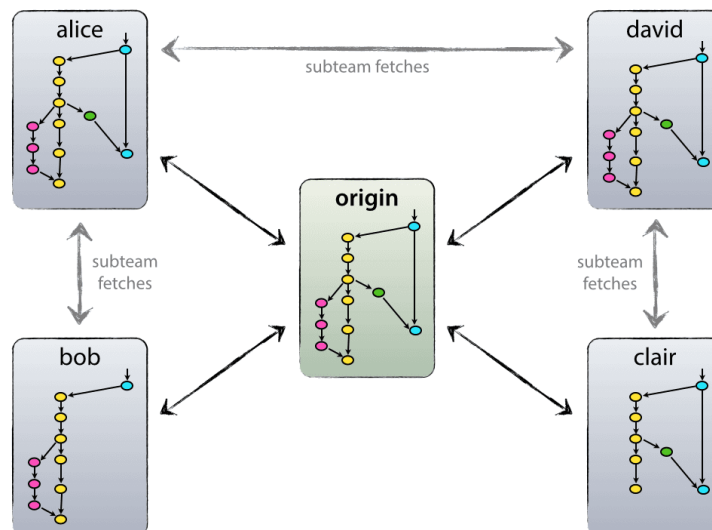 alice
david
subteam fetches
origin
subteam
fetches
subteam
fetches
bob
clair